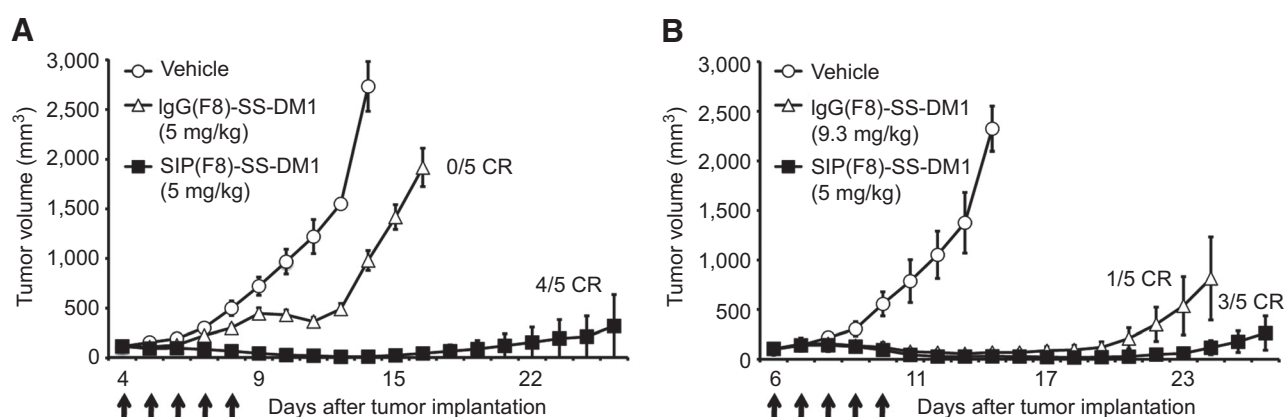 A
3,000
2,500
2,000
1,500
1,000
500
0
Tumor volume (mm³)
Vehicle
IgG(F8)-SS-DM1
(5 mg/kg)
SIP(F8)-SS-DM1
(5 mg/kg)
0/5 CR
4/5 CR
4 9 15 22
Days after tumor implantation
B
3,000
2,500
2,000
1,500
1,000
500
0
Tumor volume (mm³)
Vehicle
IgG(F8)-SS-DM1
(9.3 mg/kg)
SIP(F8)-SS-DM1
(5 mg/kg)
1/5 CR
3/5 CR
6 11 17 23
Days after tumor implantation